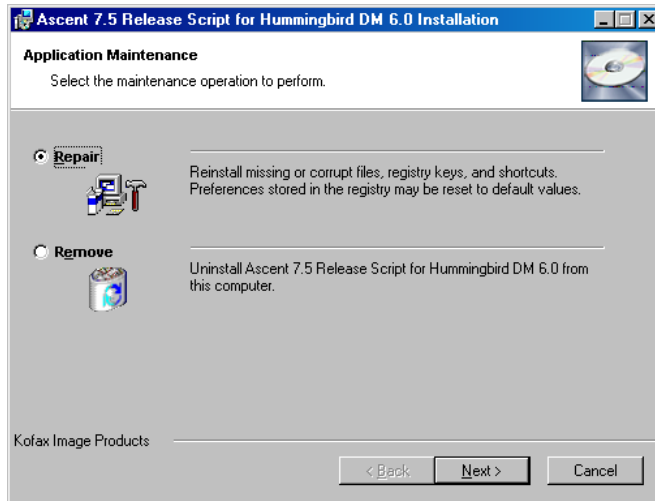 Ascent 7.5 Release Script for Hummingbird DM 6.0 Installation
Application Maintenance
Select the maintenance operation to perform.
Repair
Reinstall missing or corrupt files, registry keys, and shortcuts.
Preferences stored in the registry may be reset to default values.
Remove
Uninstall Ascent 7.5 Release Script for Hummingbird DM 6.0 from
this computer.
Kofax Image Products
< Back
Next >
Cancel